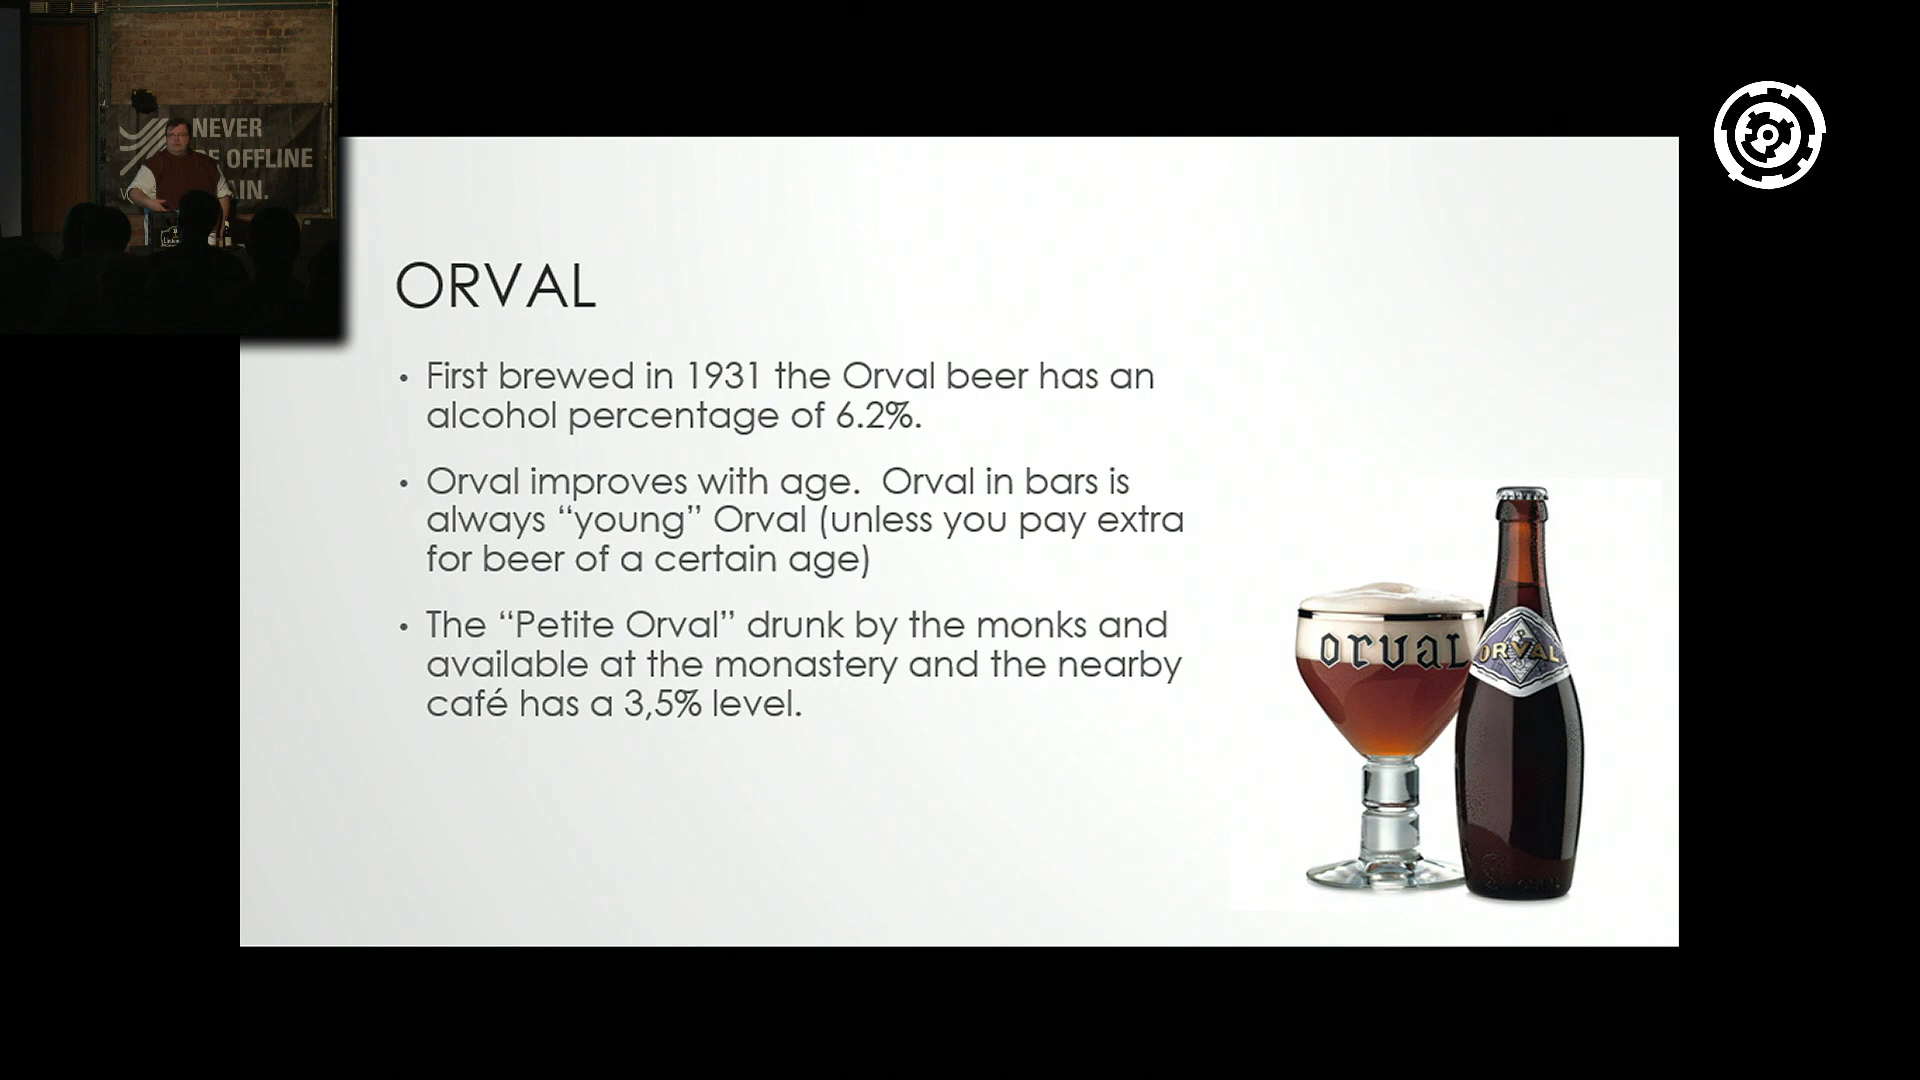 NEVER
BE OFFLINE
AIN.
ORVAL
• First brewed in 1931 the Orval beer has an
alcohol percentage of 6.2%.
• Orval improves with age.  Orval in bars is
always “young” Orval (unless you pay extra
for beer of a certain age)
• The “Petite Orval” drunk by the monks and
available at the monastery and the nearby
café has a 3,5% level.
orval
ORVAL